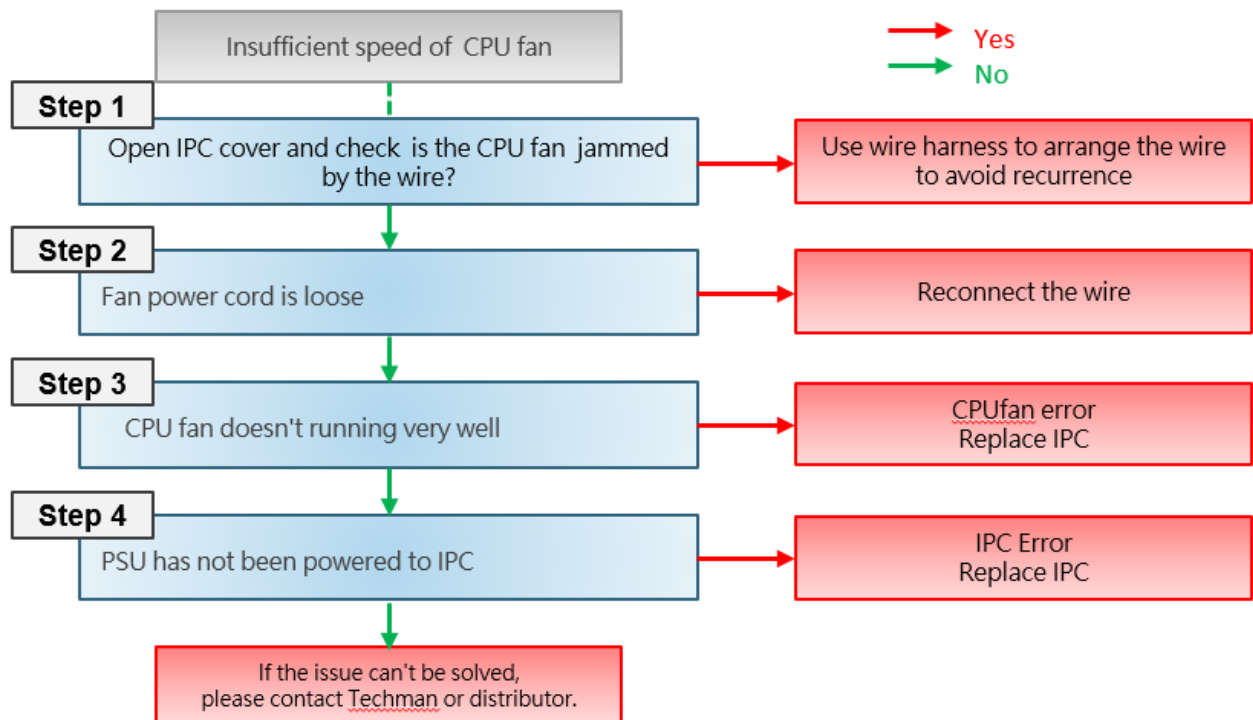 Insufficient speed of CPU fan
Yes
No
Step 1
Open IPC cover and check is the CPU fan jammed
by the wire?
Use wire harness to arrange the wire
to avoid recurrence
Step 2
Fan power cord is loose
Reconnect the wire
Step 3
CPU fan doesn't running very well
CPUfan error
Replace IPC
Step 4
PSU has not been powered to IPC
IPC Error
Replace IPC
If the issue can't be solved,
please contact Techman or distributor.